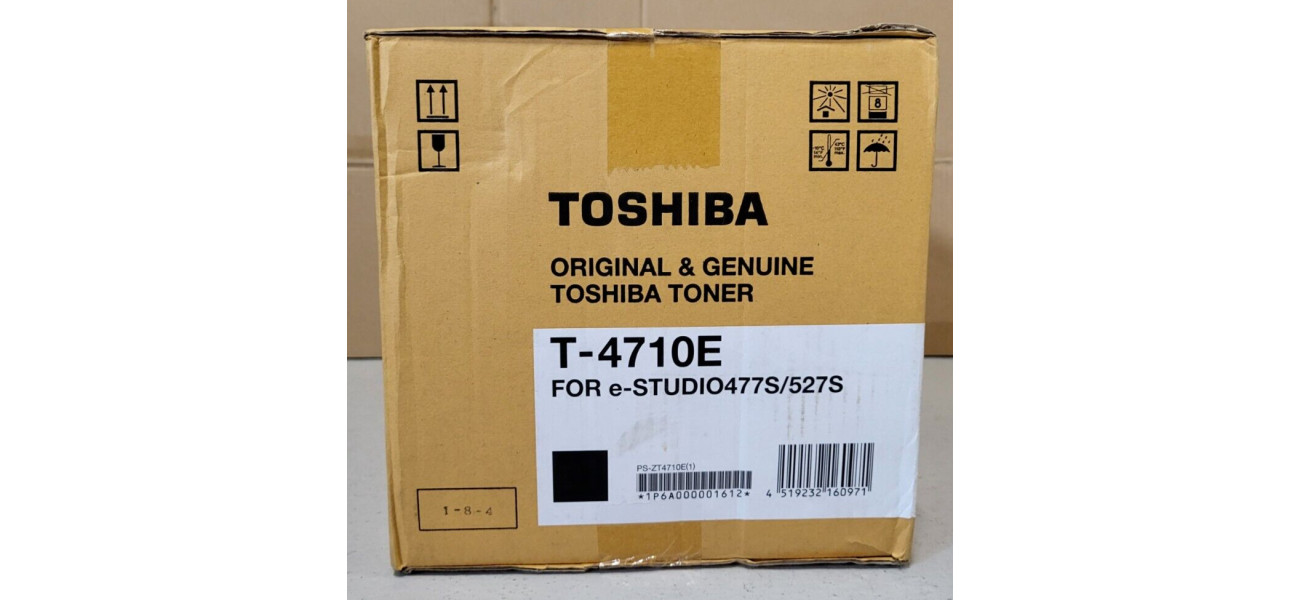 8
TOSHIBA
ORIGINAL & GENUINE
TOSHIBA TONER
T-4710E
FOR e-STUDIO477S/527S
PS-ZT4710E(1)
*1P6A000001612*
4 519232 160971
1-8-4